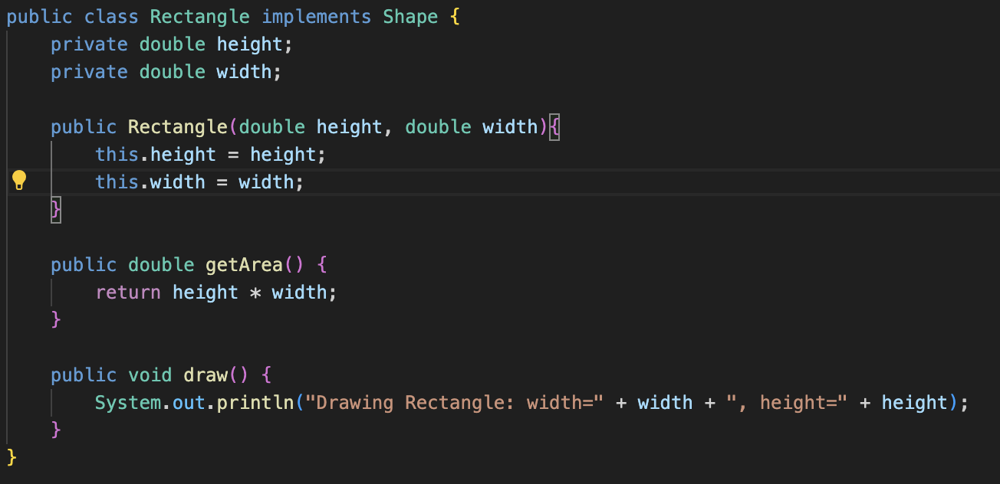 public class Rectangle implements Shape {
    private double height;
    private double width;

    public Rectangle(double height, double width){
        this.height = height;
        this.width = width;
    }

    public double getArea() {
        return height * width;
    }

    public void draw() {
        System.out.println("Drawing Rectangle: width=" + width + ", height=" + height);
    }
}